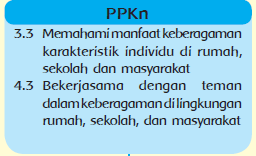 PPKn
3.3 Memahami manfaat keberagaman
karakteristik individu di rumah,
sekolah dan masyarakat
4.3 Bekerjasama dengan teman
dalam keberagaman di lingkungan
rumah, sekolah, dan masyarakat